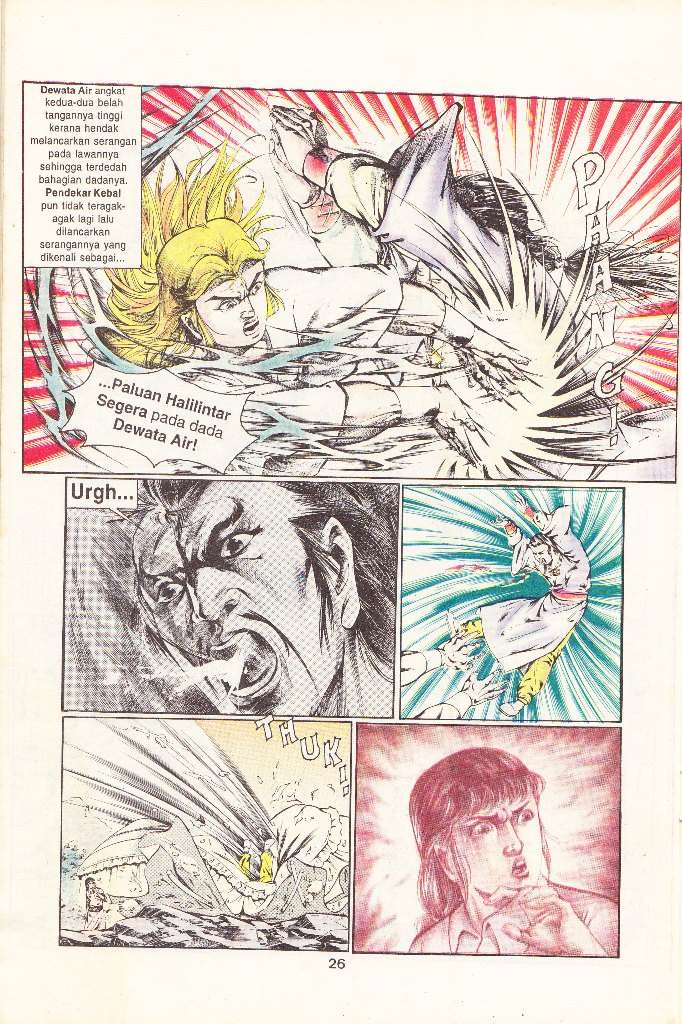 Dewata Air angkat
kedua-dua belah
tangannya tinggi
kerana hendak
melancarkan serangan
pada lawannya
sehingga terdedah
bahagian dadanya.
Pendekar Kebal
pun tidak teragak-
agak lagi lalu
dilancarkan
serangannya yang
dikenali sebagai...
PARAANG!
...Paluan Halilintar
Segera pada dada
Dewata Air!
Urgh...
THUK!!
26